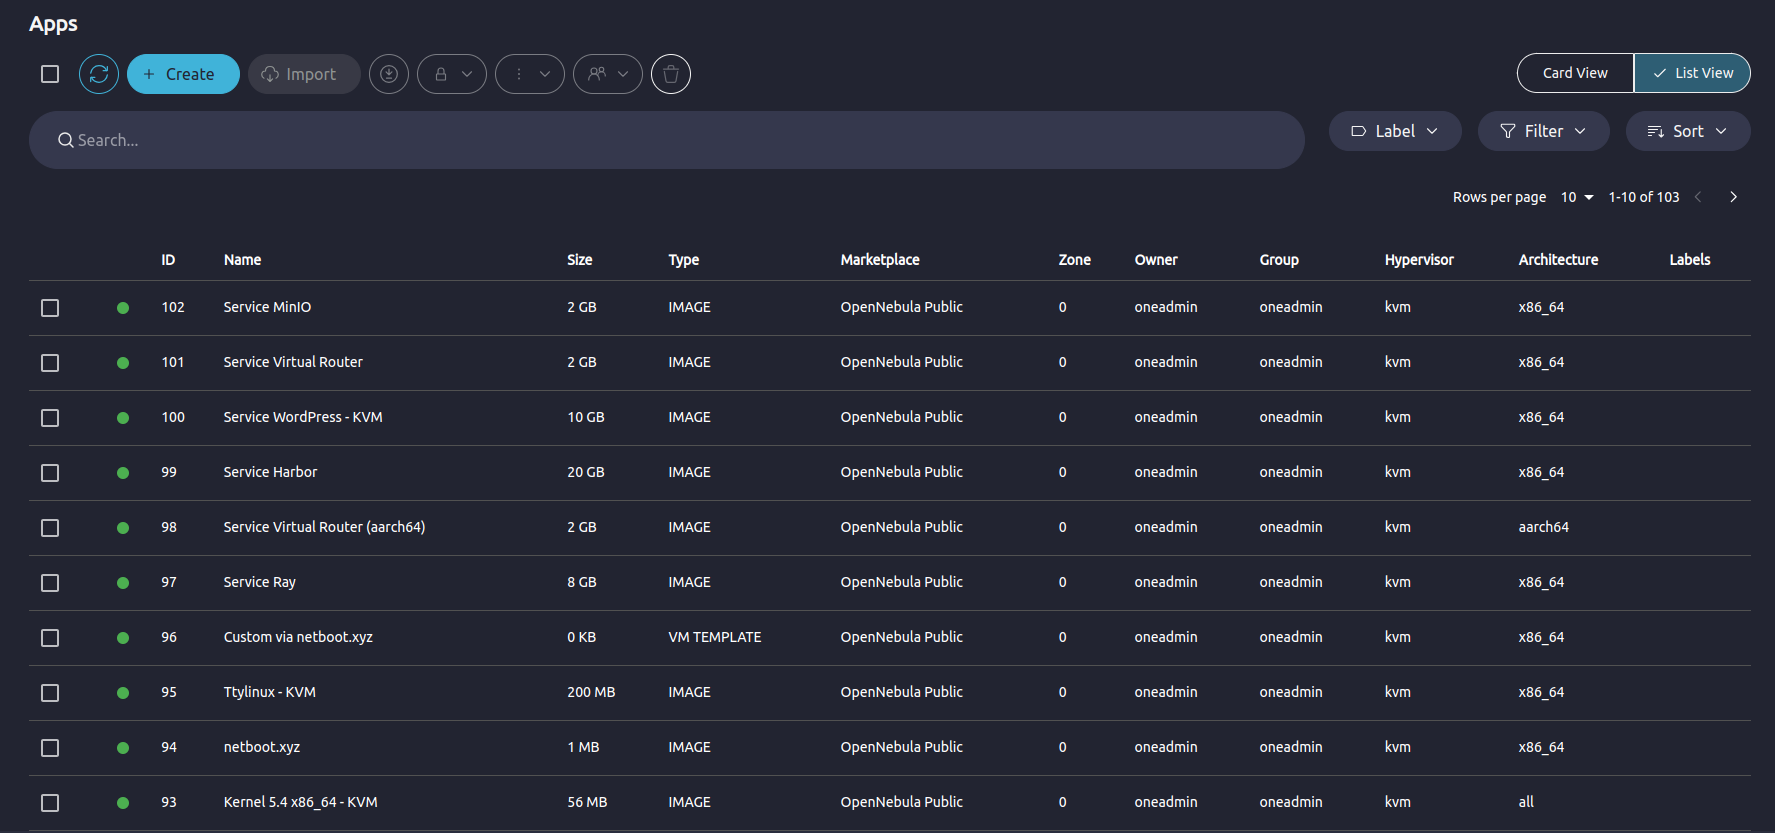 Apps
Create Import Card View List View
Search... Label Filter Sort
Rows per page 10 1-10 of 103
ID Name Size Type Marketplace Zone Owner Group Hypervisor Architecture Labels
102 Service MinIO 2 GB IMAGE OpenNebula Public 0 oneadmin oneadmin kvm x86_64
101 Service Virtual Router 2 GB IMAGE OpenNebula Public 0 oneadmin oneadmin kvm x86_64
100 Service WordPress - KVM 10 GB IMAGE OpenNebula Public 0 oneadmin oneadmin kvm x86_64
99 Service Harbor 20 GB IMAGE OpenNebula Public 0 oneadmin oneadmin kvm x86_64
98 Service Virtual Router (aarch64) 2 GB IMAGE OpenNebula Public 0 oneadmin oneadmin kvm aarch64
97 Service Ray 8 GB IMAGE OpenNebula Public 0 oneadmin oneadmin kvm x86_64
96 Custom via netboot.xyz 0 KB VM TEMPLATE OpenNebula Public 0 oneadmin oneadmin kvm x86_64
95 Ttylinux - KVM 200 MB IMAGE OpenNebula Public 0 oneadmin oneadmin kvm x86_64
94 netboot.xyz 1 MB IMAGE OpenNebula Public 0 oneadmin oneadmin kvm x86_64
93 Kernel 5.4 x86_64 - KVM 56 MB IMAGE OpenNebula Public 0 oneadmin oneadmin kvm all